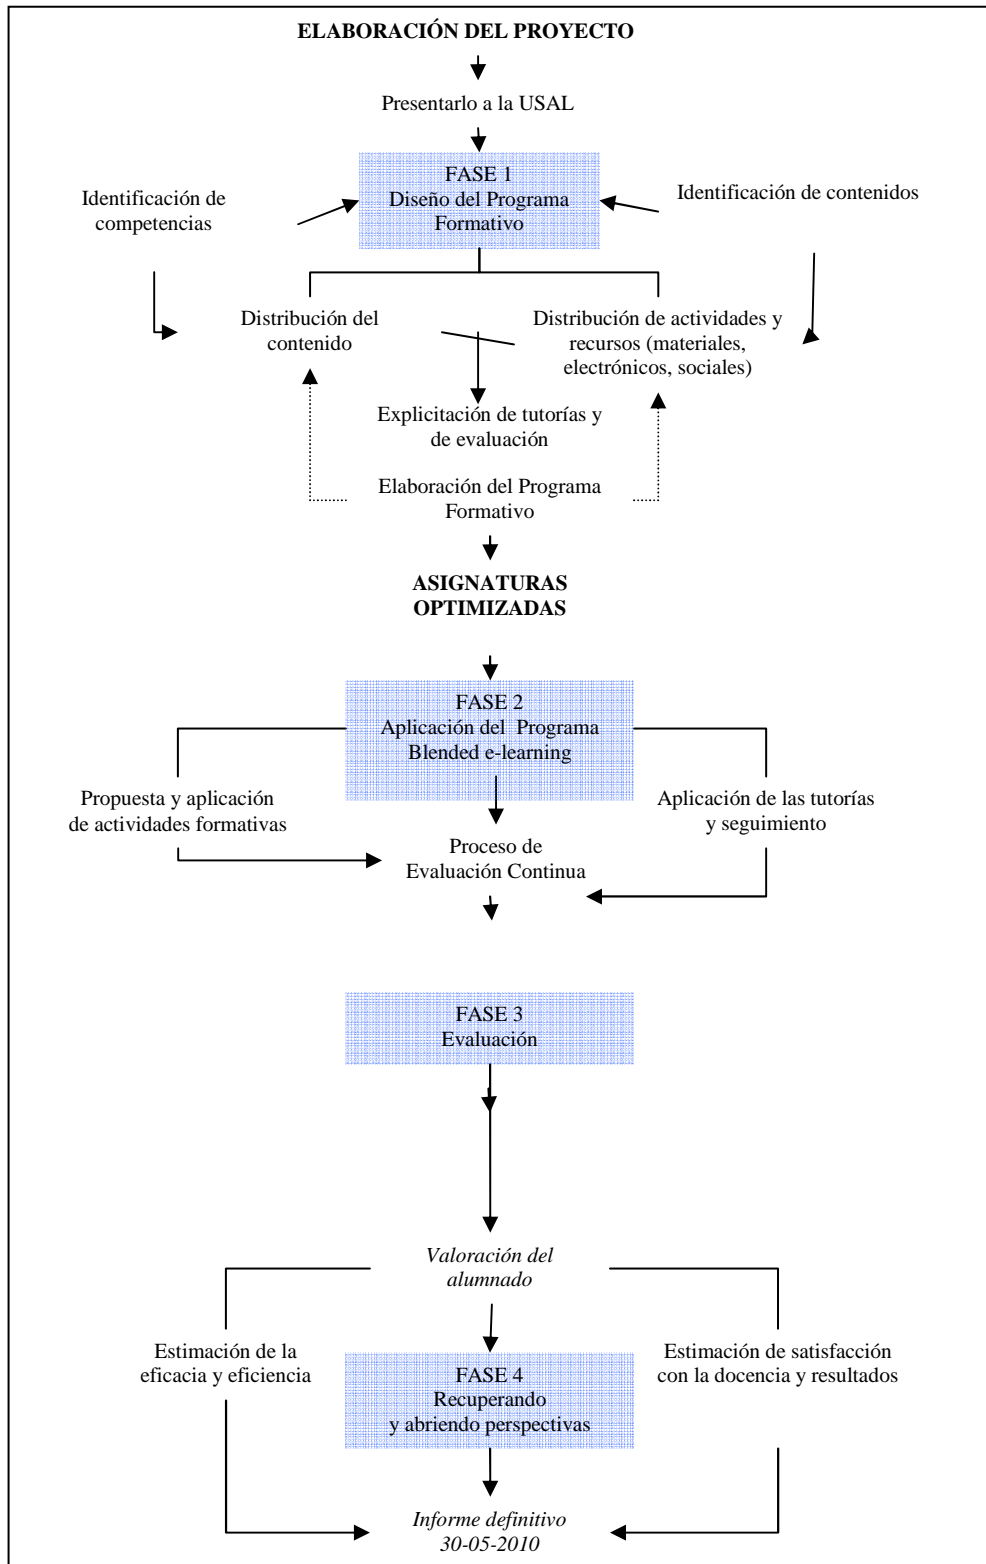 ELABORACIÓN DEL PROYECTO
Presentarlo a la USAL
FASE 1
Diseño del Programa
Formativo
Identificación de
competencias
Identificación de contenidos
Distribución del
contenido
Distribución de actividades y
recursos (materiales,
electrónicos, sociales)
Explicitación de tutorías y
de evaluación
Elaboración del Programa
Formativo
ASIGNATURAS
OPTIMIZADAS
FASE 2
Aplicación del Programa
Blended e-learning
Propuesta y aplicación
de actividades formativas
Aplicación de las tutorías
y seguimiento
Proceso de
Evaluación Continua
FASE 3
Evaluación
Valoración del
alumnado
Estimación de la
eficacia y eficiencia
Estimación de satisfacción
con la docencia y resultados
FASE 4
Recuperando
y abriendo perspectivas
Informe definitivo
30-05-2010